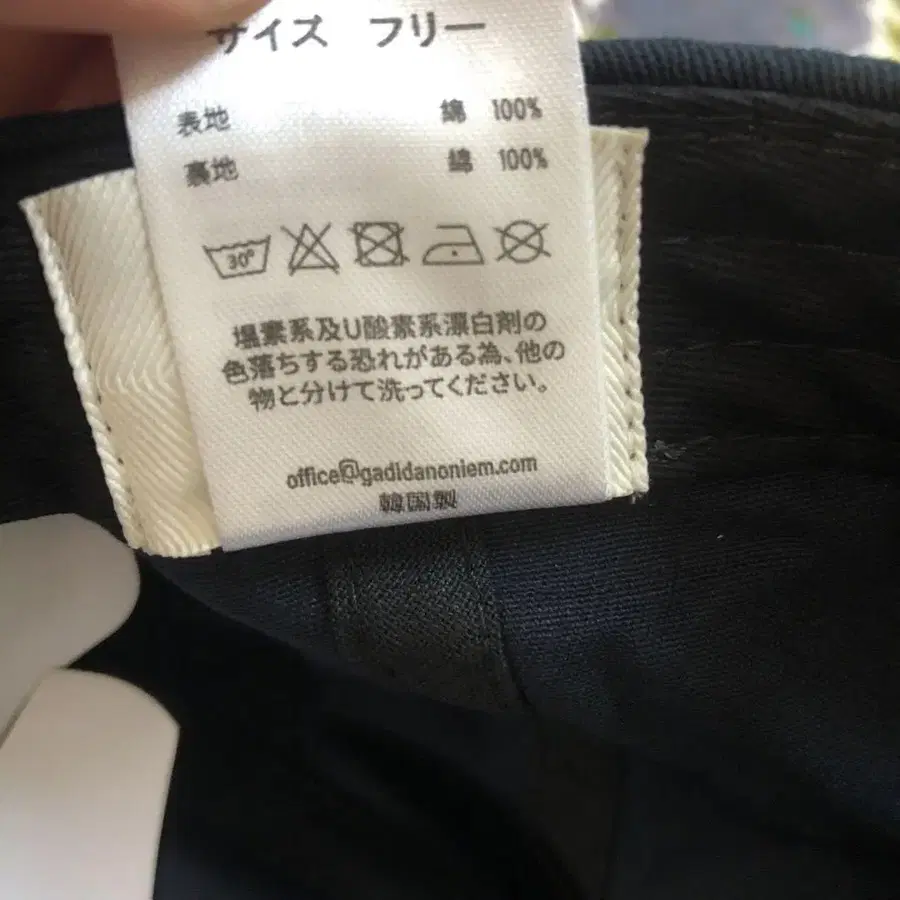 サイズ フリー
表地 綿 100%
裏地 綿 100%
30°
塩素系及び酸素系漂白剤の
色落ちする恐れがある為、他の
物と分けて洗ってください。
office@gadidanoniem.com
韓国製